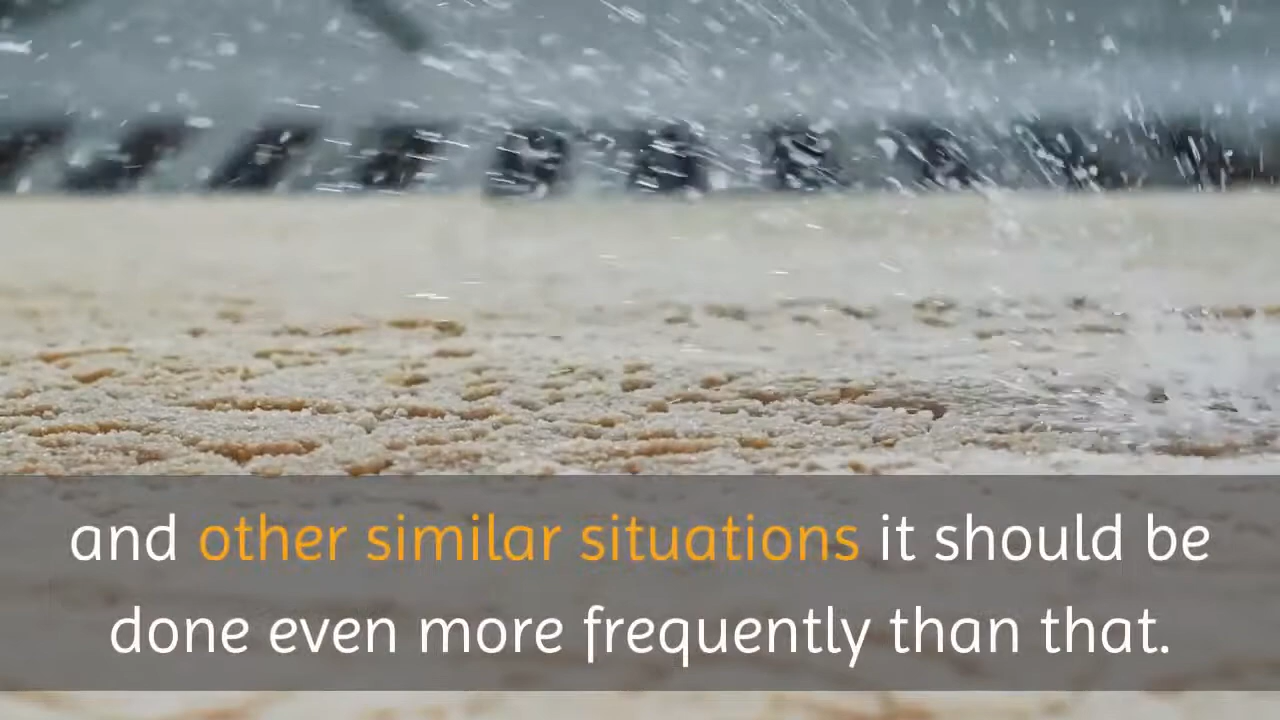 and other similar situations it should be
done even more frequently than that.